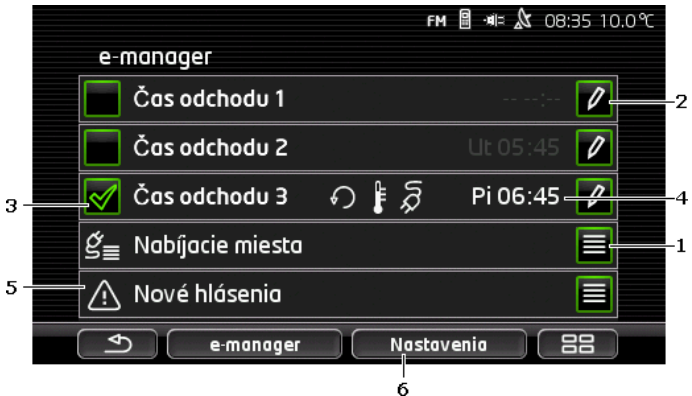 FM 08:35 10.0°C
e-manager
Čas odchodu 1 -- --:--
2
Čas odchodu 2 Ut 05:45
3
Čas odchodu 3 Pi 06:45
4
Nabíjacie miesta
1
5
Nové hlásenia
e-manager Nastavenia
6